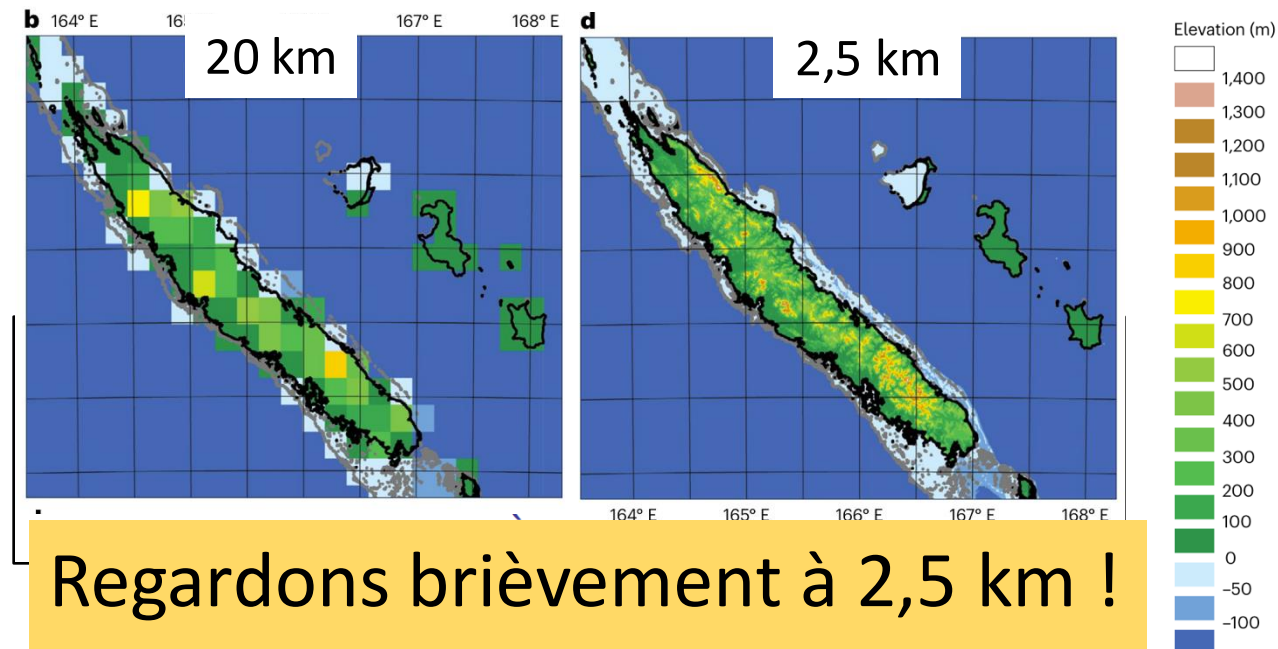 b 164° E 167° E 168° E
20 km
d
2,5 km
Elevation (m)
1,400
1,300
1,200
1,100
1,000
900
800
700
600
500
400
300
200
100
0
−50
−100
164° E 165° E 166° E 167° E 168° E
Regardons brièvement à 2,5 km !